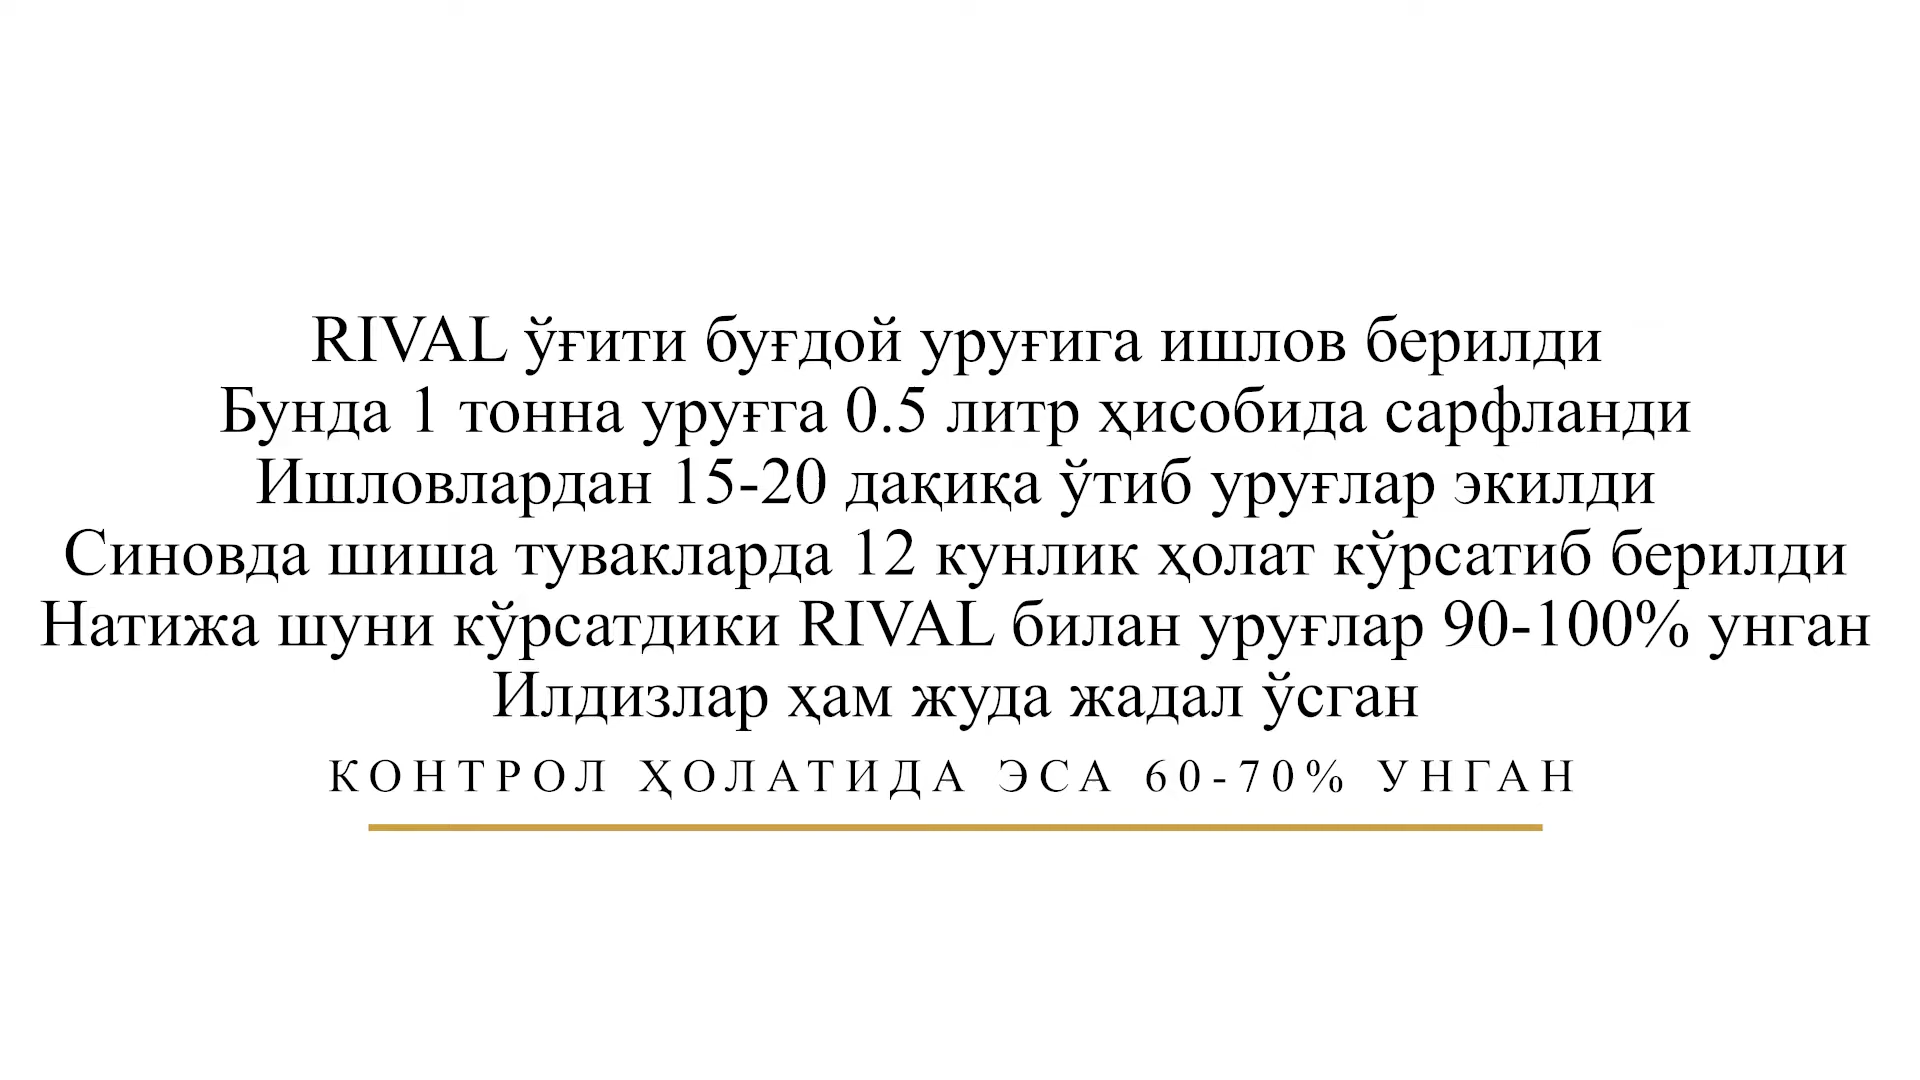 RIVAL ўғити буғдой уруғига ишлов берилди
Бунда 1 тонна уруғга 0.5 литр ҳисобида сарфланди
Ишловлардан 15-20 дақиқа ўтиб уруғлар экилди
Синовда шиша тувакларда 12 кунлик ҳолат кўрсатиб берилди
Натижа шуни кўрсатдики RIVAL билан уруғлар 90-100% унган
Илдизлар ҳам жуда жадал ўсган
КОНТРОЛ ҲОЛАТИДА ЭСА 60-70% УНГАН